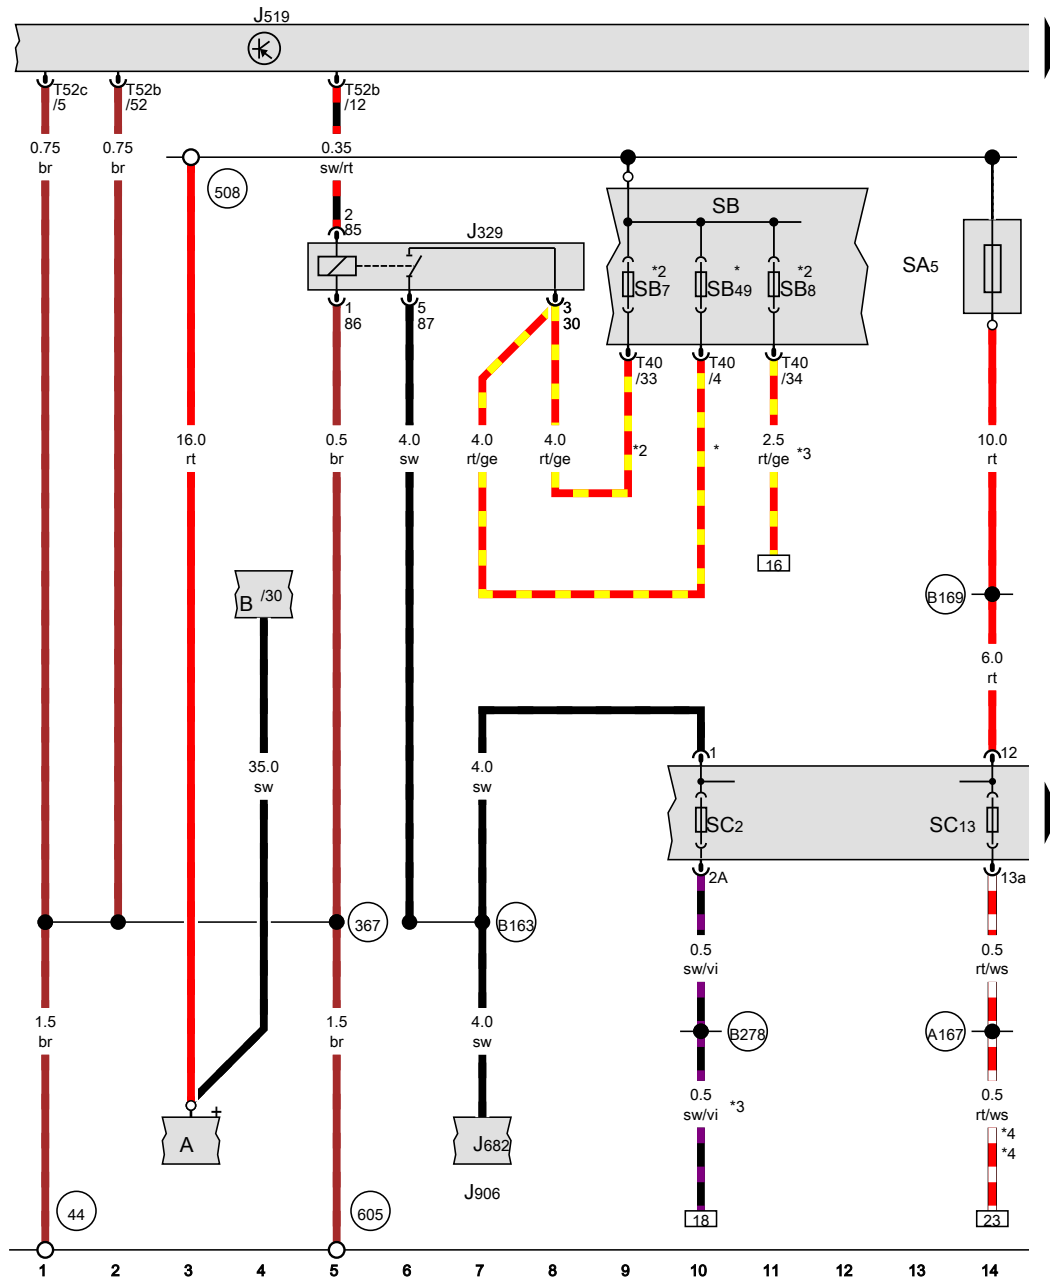 J519
T52c
/5
T52b
/52
T52b
/12
0.75
br
0.75
br
0.35
sw/rt
508
2
85
J329
SB
*2
SB7
*
SB49
*2
SB8
SA5
1
86
5
87
3
30
T40
/33
T40
/4
T40
/34
16.0
rt
0.5
br
4.0
sw
4.0
rt/ge
4.0
rt/ge
*2
*
2.5
rt/ge
*3
10.0
rt
16
B /30
B169
6.0
rt
35.0
sw
4.0
sw
1
12
SC2
SC13
2A
13a
367
B163
0.5
sw/vi
0.5
rt/ws
1.5
br
1.5
br
4.0
sw
B278
A167
0.5
sw/vi
*3
0.5
rt/ws
*4
*4
+
A
J682
J906
44
605
18
23
1 2 3 4 5 6 7 8 9 10 11 12 13 14